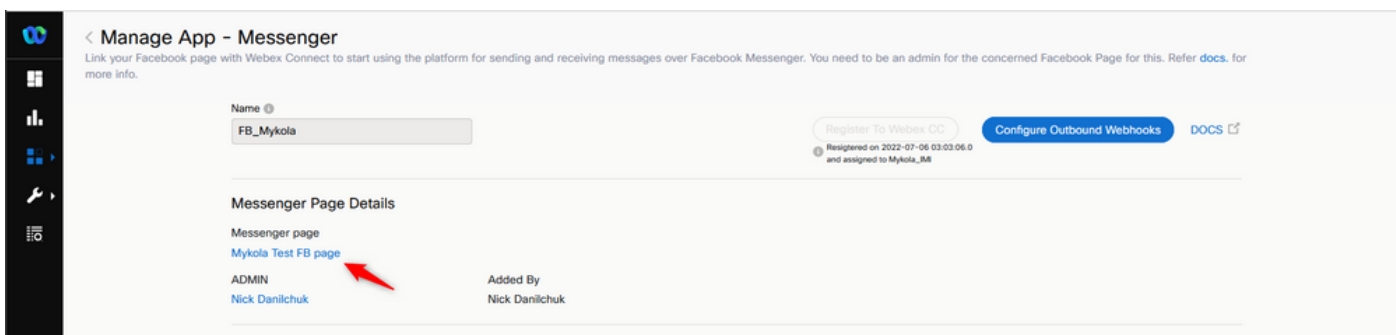 < Manage App - Messenger
Link your Facebook page with Webex Connect to start using the platform for sending and receiving messages over Facebook Messenger. You need to be an admin for the concerned Facebook Page for this. Refer docs. for
more info.
Name
FB_Mykola
Register To Webex CC
Configure Outbound Webhooks
DOCS
Resigtered on 2022-07-06 03:03:06.0
and assigned to Mykola_IMI
Messenger Page Details
Messenger page
Mykola Test FB page
ADMIN
Added By
Nick Danilchuk
Nick Danilchuk